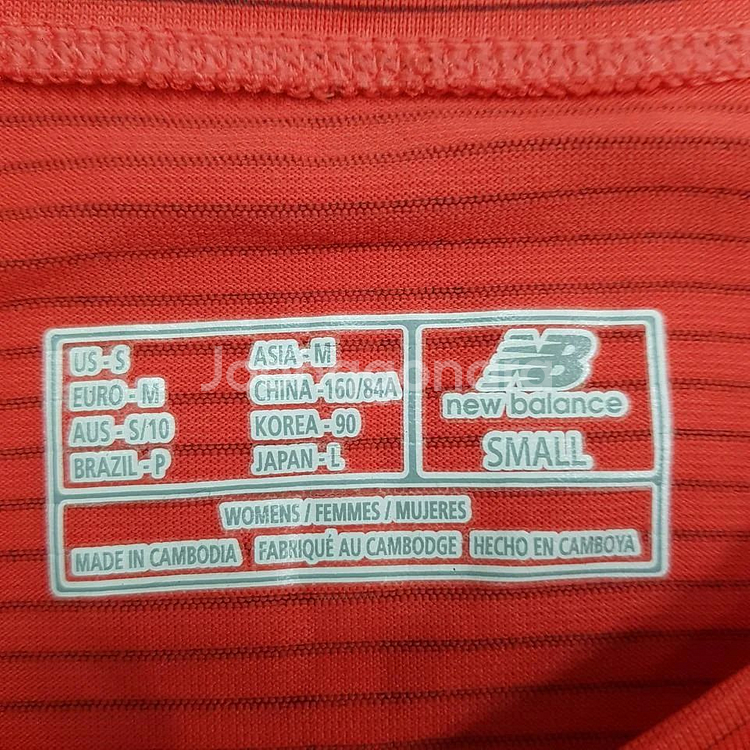 US - S
EURO - M
AUS - S/10
BRAZIL - P
ASIA - M
CHINA -160/84A
KOREA - 90
JAPAN - L
NB
new balance
SMALL
WOMENS / FEMMES / MUJERES
MADE IN CAMBODIA FABRIQUÉ AU CAMBODGE HECHO EN CAMBOYA